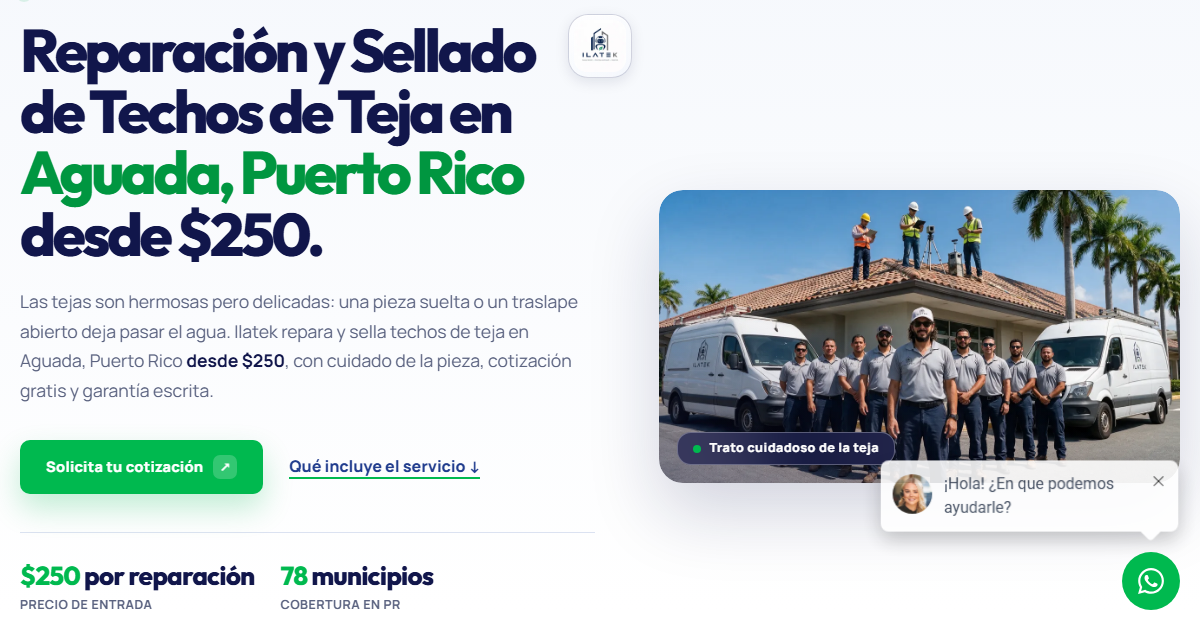 Reparación y Sellado
de Techos de Teja en
Aguada, Puerto Rico
desde $250.
ILATEK
Las tejas son hermosas pero delicadas: una pieza suelta o un traslape
abierto deja pasar el agua. Ilatek repara y sella techos de teja en
Aguada, Puerto Rico desde $250, con cuidado de la pieza, cotización
gratis y garantía escrita.
Solicita tu cotización ↗
Qué incluye el servicio ↓
$250 por reparación
PRECIO DE ENTRADA
78 municipios
COBERTURA EN PR
ILATEK
ILATEK
Trato cuidadoso de la teja
¡Hola! ¿En que podemos
ayudarle?